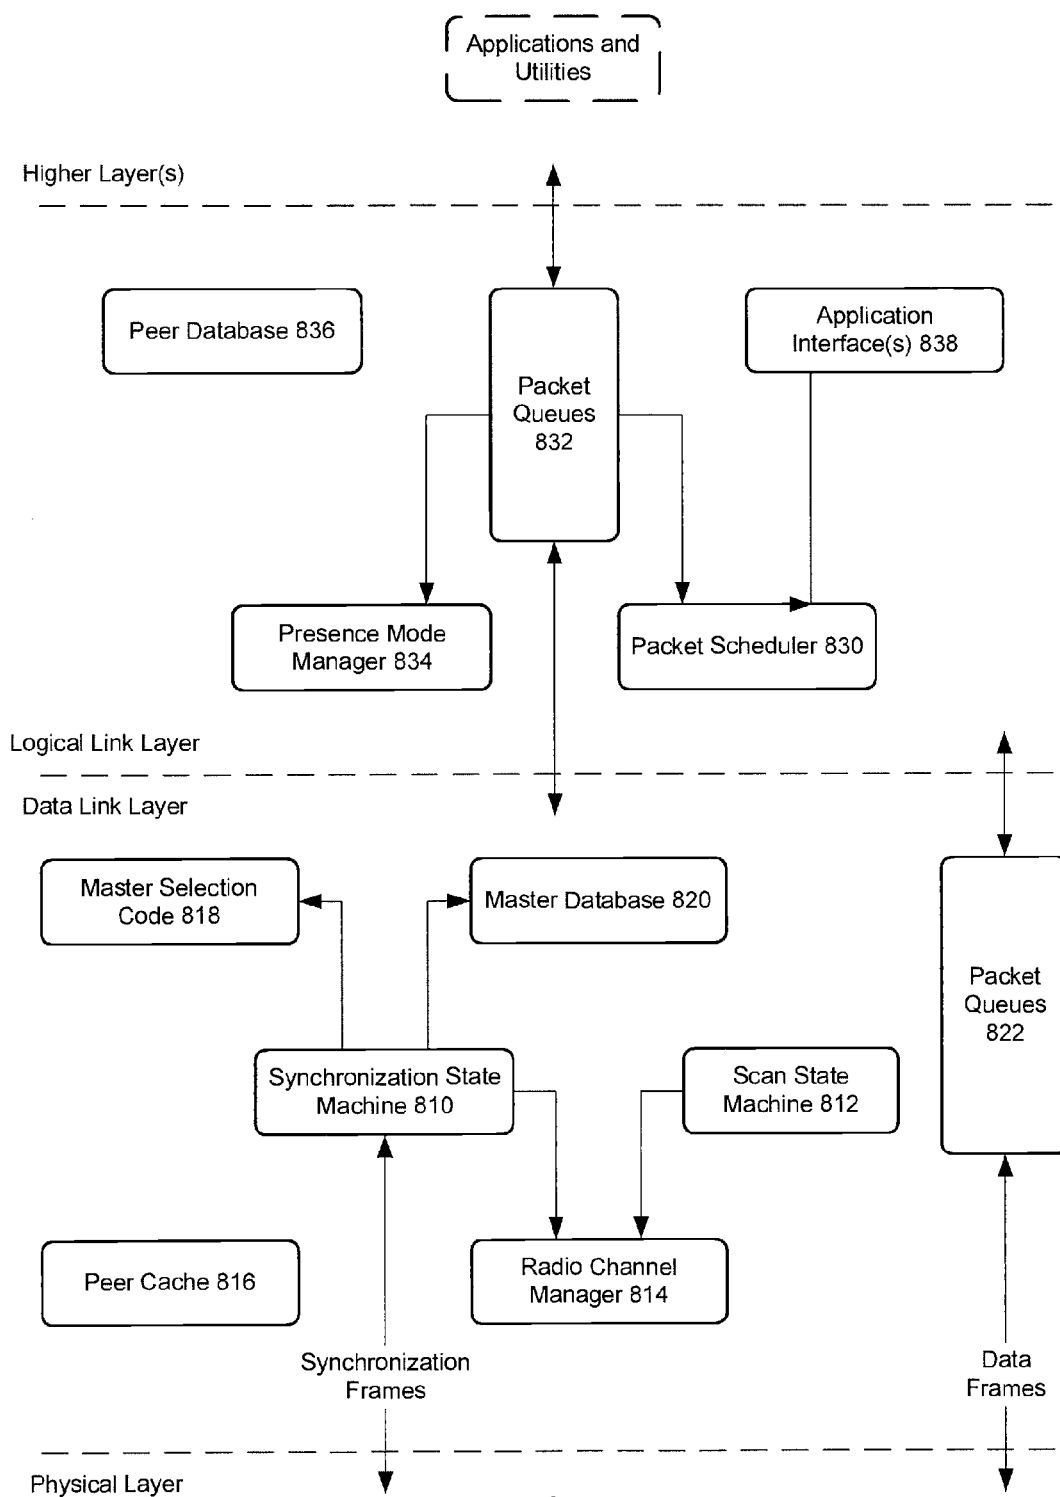 Applications and
Utilities
Higher Layer(s)
Peer Database 836
Packet
Queues
832
Application
Interface(s) 838
Presence Mode
Manager 834
Packet Scheduler 830
Logical Link Layer
Data Link Layer
Master Selection
Code 818
Master Database 820
Packet
Queues
822
Synchronization State
Machine 810
Scan State
Machine 812
Peer Cache 816
Radio Channel
Manager 814
Synchronization
Frames
Data
Frames
Physical Layer